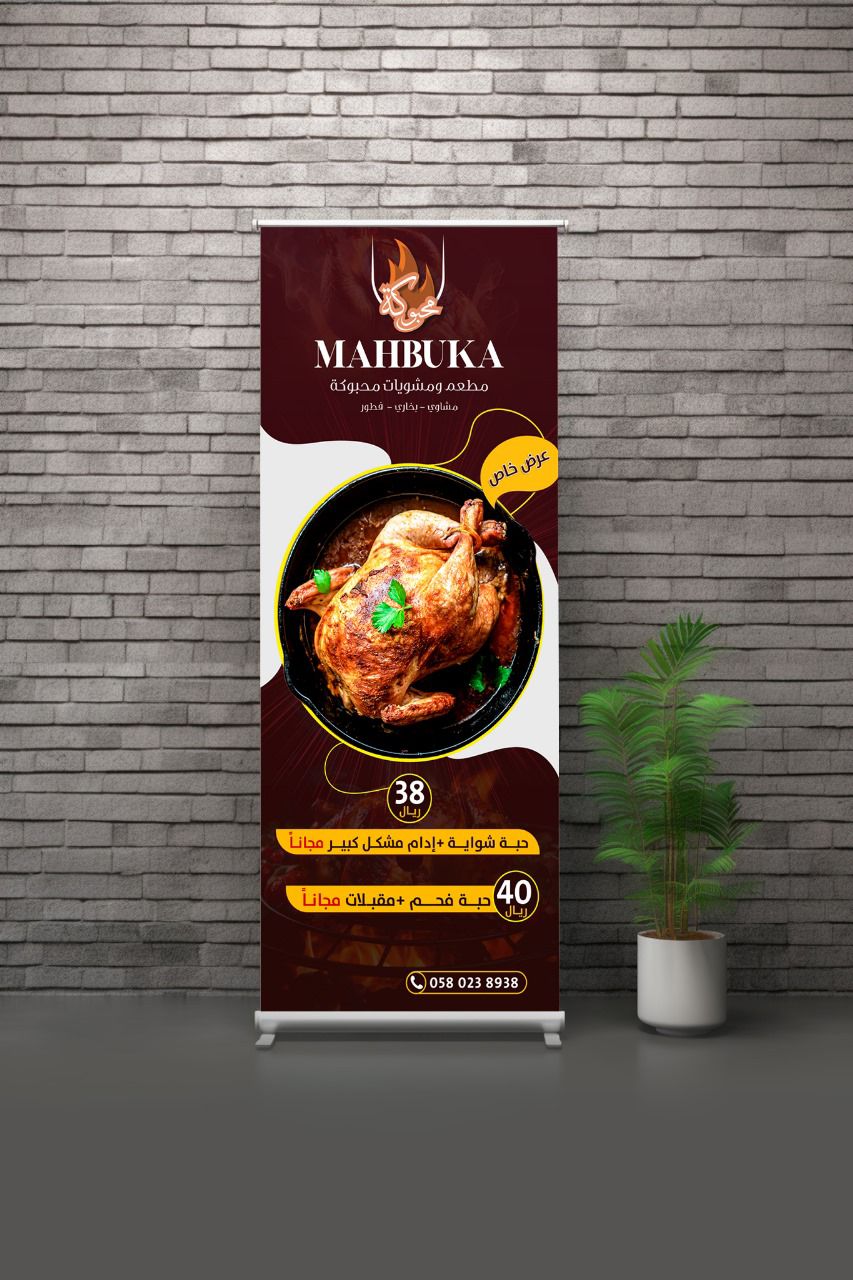 محبوكة
MAHBUKA
مطعم ومشويات محبوكة
مشاوي - بخاري - فطور
عرض خاص
38
ريال
حبة شواية +إدام مشكل كبير مجاناً
40
ريال
حبة فحم +مقبلات مجاناً
058 023 8938